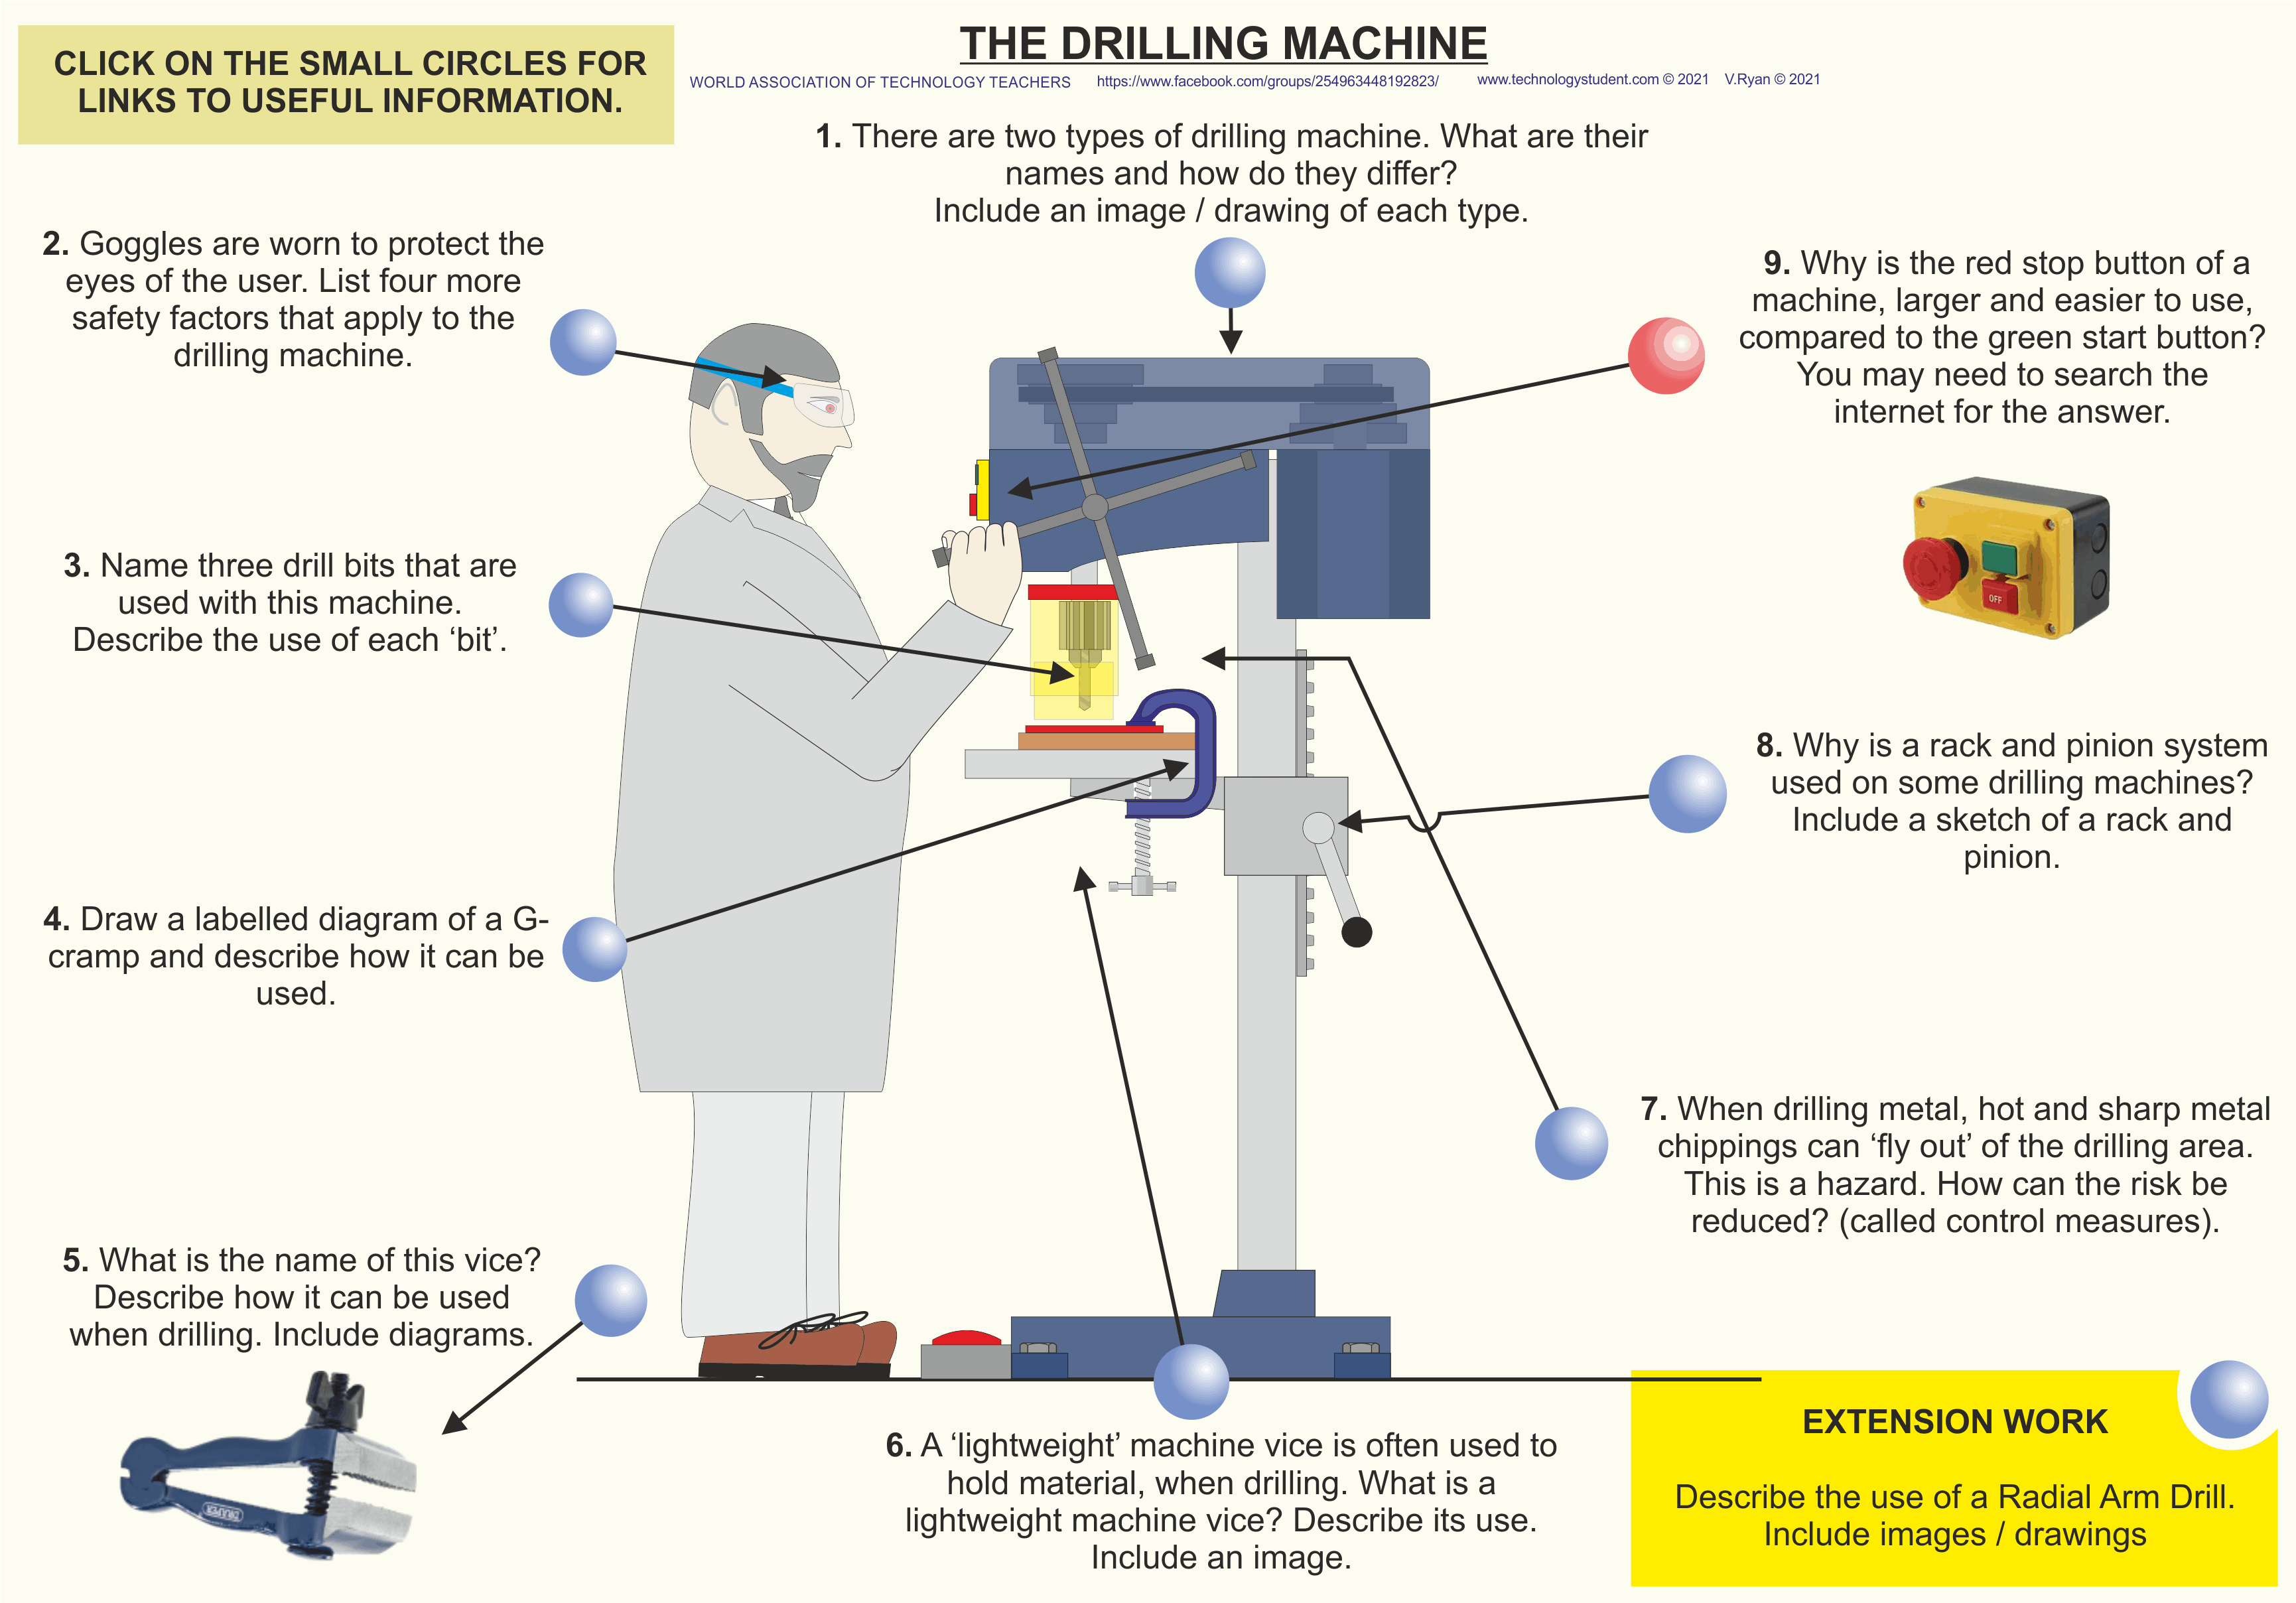 CLICK ON THE SMALL CIRCLES FOR
LINKS TO USEFUL INFORMATION.
THE DRILLING MACHINE
WORLD ASSOCIATION OF TECHNOLOGY TEACHERS https://www.facebook.com/groups/254963448192823/ www.technologystudent.com © 2021 V.Ryan © 2021
1. There are two types of drilling machine. What are their
names and how do they differ?
Include an image / drawing of each type.
2. Goggles are worn to protect the
eyes of the user. List four more
safety factors that apply to the
drilling machine.
3. Name three drill bits that are
used with this machine.
Describe the use of each ‘bit’.
4. Draw a labelled diagram of a G-
cramp and describe how it can be
used.
5. What is the name of this vice?
Describe how it can be used
when drilling. Include diagrams.
DRAPER
6. A ‘lightweight’ machine vice is often used to
hold material, when drilling. What is a
lightweight machine vice? Describe its use.
Include an image.
7. When drilling metal, hot and sharp metal
chippings can ‘fly out’ of the drilling area.
This is a hazard. How can the risk be
reduced? (called control measures).
8. Why is a rack and pinion system
used on some drilling machines?
Include a sketch of a rack and
pinion.
9. Why is the red stop button of a
machine, larger and easier to use,
compared to the green start button?
You may need to search the
internet for the answer.
OFF
EXTENSION WORK
Describe the use of a Radial Arm Drill.
Include images / drawings